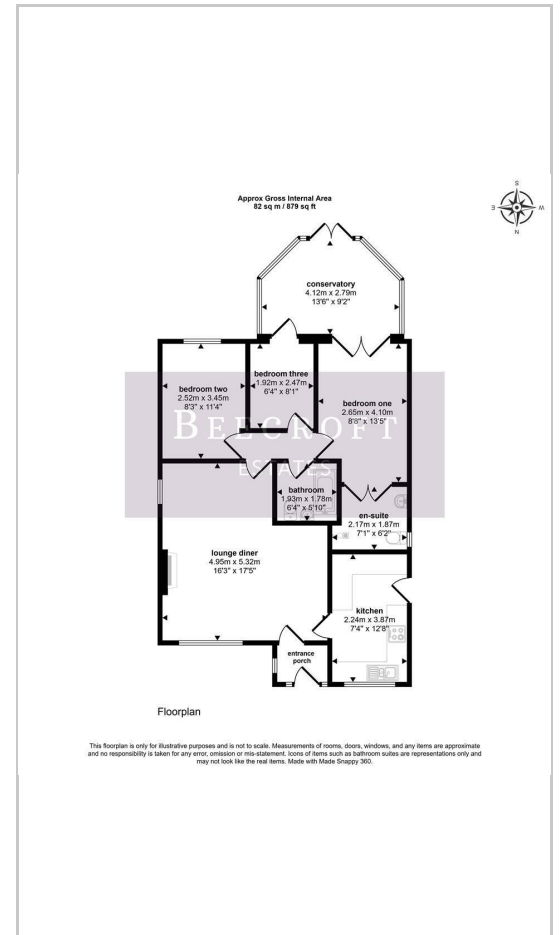 Approx Gross Internal Area
82 sq m / 879 sq ft
S
E
W
N
conservatory
4.12m x 2.79m
13'6" x 9'2"
bedroom three
1.92m x 2.47m
6'4" x 8'1"
bedroom two
2.52m x 3.45m
8'3" x 11'4"
bedroom one
2.65m x 4.10m
8'8" x 13'5"
BEECROFT
ESTATES
bathroom
1.93m x 1.78m
6'4" x 5'10"
en-suite
2.17m x 1.87m
7'1" x 6'2"
lounge diner
4.95m x 5.32m
16'3" x 17'5"
kitchen
2.24m x 3.87m
7'4" x 12'8"
entrance
porch
Floorplan
This floorplan is only for illustrative purposes and is not to scale. Measurements of rooms, doors, windows, and any items are approximate
and no responsibility is taken for any error, omission or mis-statement. Icons of items such as bathroom suites are representations only and
may not look like the real items. Made with Made Snappy 360.